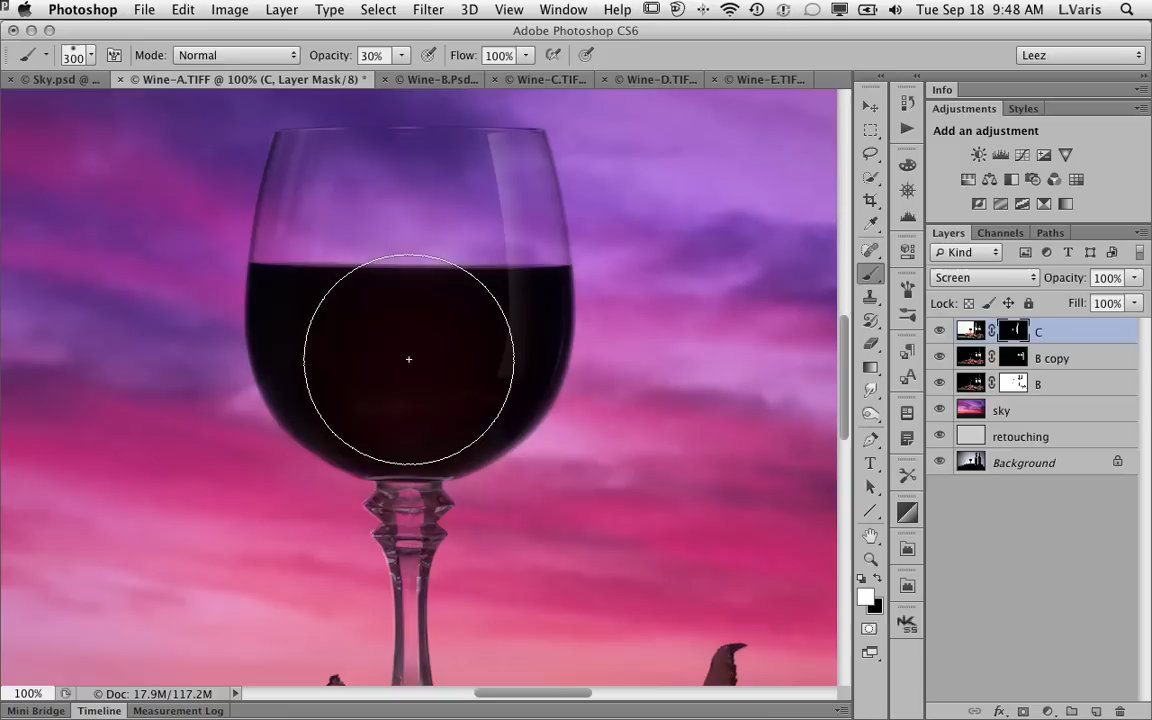 Photoshop File Edit Image Layer Type Select Filter 3D View Window Help Tue Sep 18 9:48 AM L.Varis
Adobe Photoshop CS6
300 Mode: Normal Opacity: 30% Flow: 100% Leez
× © Sky.psd @ ... × © Wine-A.TIFF @ 100% (C, Layer Mask/8) * × © Wine-B.Psd... × © Wine-C.TIF... × © Wine-D.TIF... × © Wine-E.TIF...
Info
Adjustments Styles
Add an adjustment
Layers Channels Paths
Kind
Screen Opacity: 100%
Lock: Fill: 100%
C
B copy
B
sky
retouching
Background
100% © Doc: 17.9M/117.2M
Mini Bridge Timeline Measurement Log